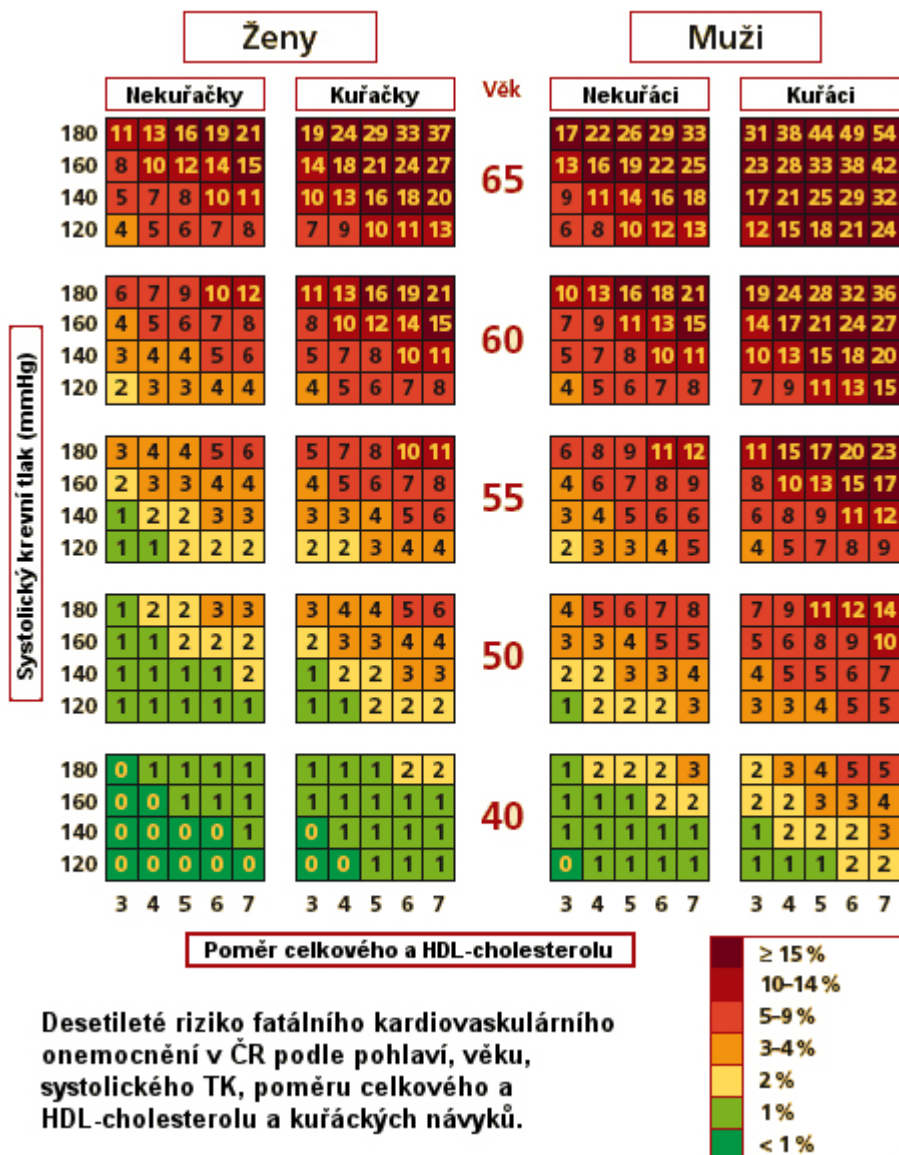 Ženy Muži
Nekuřačky Kuřačky Věk Nekuřáci Kuřáci
180 11 13 16 19 21 19 24 29 33 37 17 22 26 29 33 31 38 44 49 54
160 8 10 12 14 15 14 18 21 24 27 13 16 19 22 25 23 28 33 38 42
65
140 5 7 8 10 11 10 13 16 18 20 9 11 14 16 18 17 21 25 29 32
120 4 5 6 7 8 7 9 10 11 13 6 8 10 12 13 12 15 18 21 24
180 6 7 9 10 12 11 13 16 19 21 10 13 16 18 21 19 24 28 32 36
160 4 5 6 7 8 8 10 12 14 15 7 9 11 13 15 14 17 21 24 27
60
140 3 4 4 5 6 5 7 8 10 11 5 7 8 10 11 10 13 15 18 20
120 2 3 3 4 4 4 5 6 7 8 4 5 6 7 8 7 9 11 13 15
180 3 4 4 5 6 5 7 8 10 11 6 8 9 11 12 11 15 17 20 23
160 2 3 3 4 4 4 5 6 7 8 4 6 7 8 9 8 10 13 15 17
55
140 1 2 2 3 3 3 3 4 5 6 3 4 5 6 6 6 8 9 11 12
120 1 1 2 2 2 2 2 3 4 4 2 3 3 4 5 4 5 7 8 9
180 1 2 2 3 3 3 4 4 5 6 4 5 6 7 8 7 9 11 12 14
160 1 1 2 2 2 2 3 3 4 4 3 3 4 5 5 5 6 8 9 10
50
140 1 1 1 1 2 1 2 2 3 3 2 2 3 3 4 4 5 5 6 7
120 1 1 1 1 1 1 1 2 2 2 1 2 2 2 3 3 3 4 5 5
180 0 1 1 1 1 1 1 1 2 2 1 2 2 2 3 2 3 4 5 5
160 0 0 1 1 1 1 1 1 1 1 1 1 1 2 2 2 2 3 3 4
40
140 0 0 0 0 1 0 1 1 1 1 1 1 1 1 1 1 2 2 2 3
120 0 0 0 0 0 0 0 1 1 1 0 1 1 1 1 1 1 1 2 2
3 4 5 6 7 3 4 5 6 7 3 4 5 6 7 3 4 5 6 7
Systolický krevní tlak (mmHg)
Poměr celkového a HDL-cholesterolu
≥ 15 %
10–14 %
5–9 %
3–4 %
2 %
1 %
< 1 %
Desetileté riziko fatálního kardiovaskulárního
onemocnění v ČR podle pohlaví, věku,
systolického TK, poměru celkového a
HDL-cholesterolu a kuřáckých návyků.